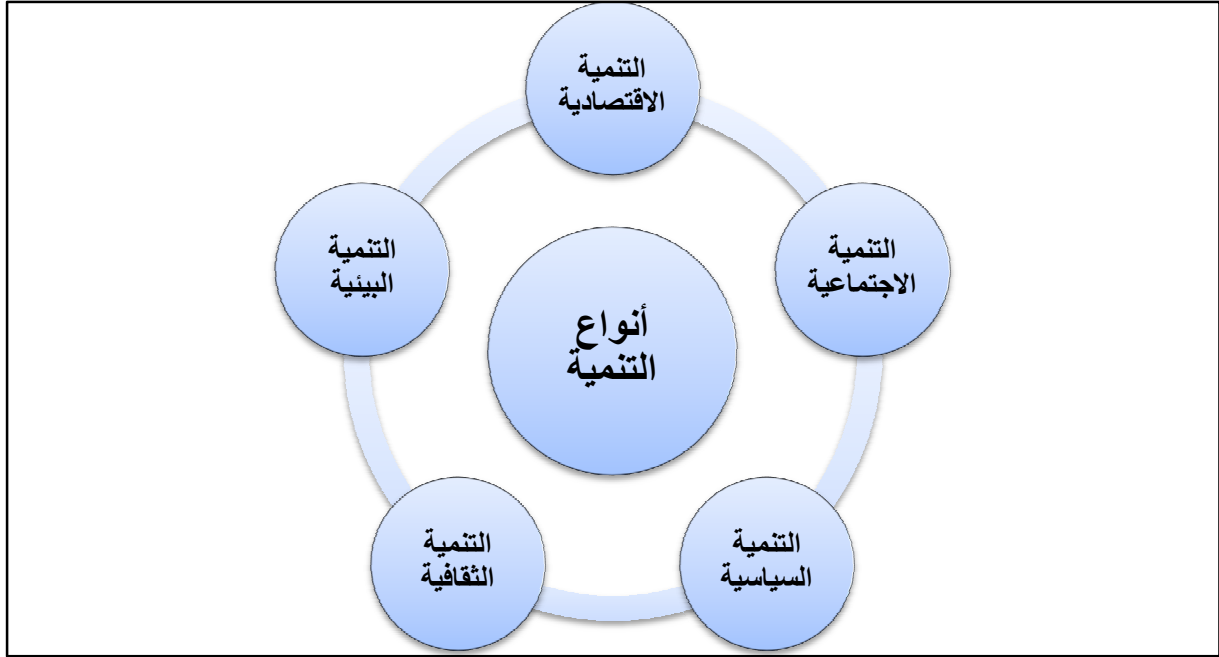 التنمية
الاقتصادية
التنمية
الاجتماعية
التنمية
السياسية
التنمية
الثقافية
التنمية
البيئية
أنواع
التنمية